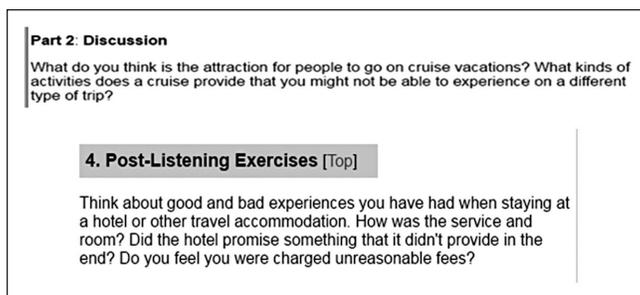 Part 2: Discussion
What do you think is the attraction for people to go on cruise vacations? What kinds of
activities does a cruise provide that you might not be able to experience on a different
type of trip?
4. Post-Listening Exercises [Top]
Think about good and bad experiences you have had when staying at
a hotel or other travel accommodation. How was the service and
room? Did the hotel promise something that it didn't provide in the
end? Do you feel you were charged unreasonable fees?